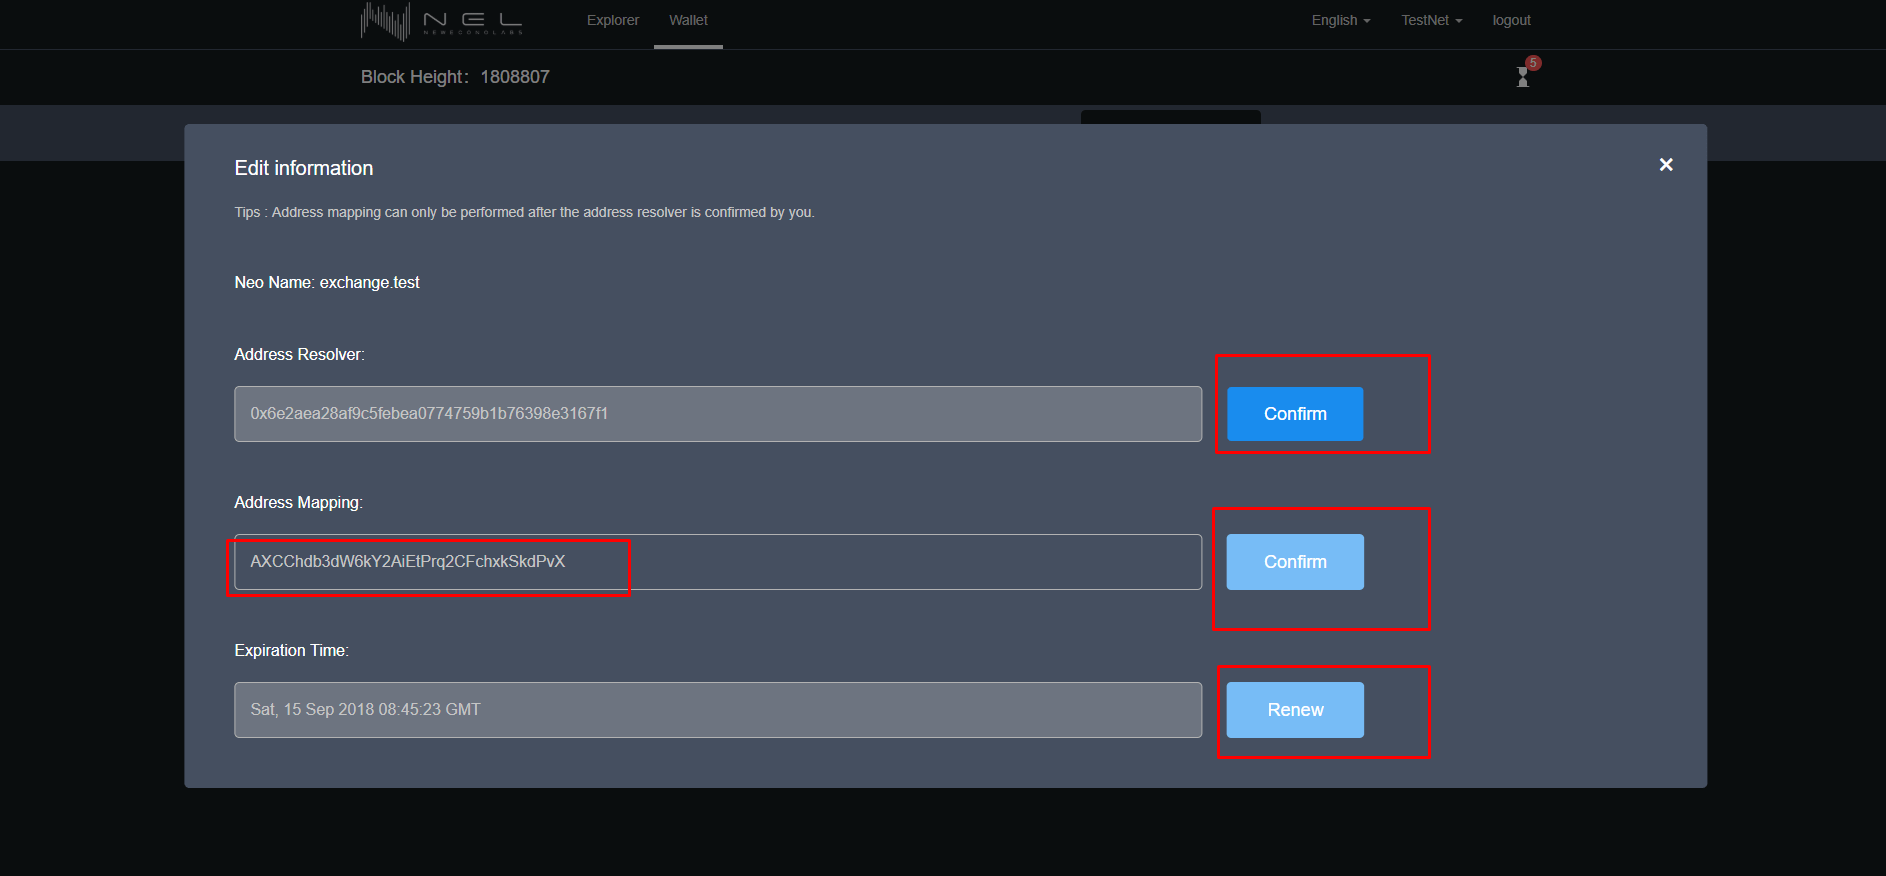 NEL Explorer Wallet English TestNet logout
NEWECONOLABS
Block Height： 1808807 5
Edit information ×
Tips : Address mapping can only be performed after the address resolver is confirmed by you.
Neo Name: exchange.test
Address Resolver:
0x6e2aea28af9c5febea0774759b1b76398e3167f1 Confirm
Address Mapping:
AXCChdb3dW6kY2AiEtPrq2CFchxkSkdPvX Confirm
Expiration Time:
Sat, 15 Sep 2018 08:45:23 GMT Renew